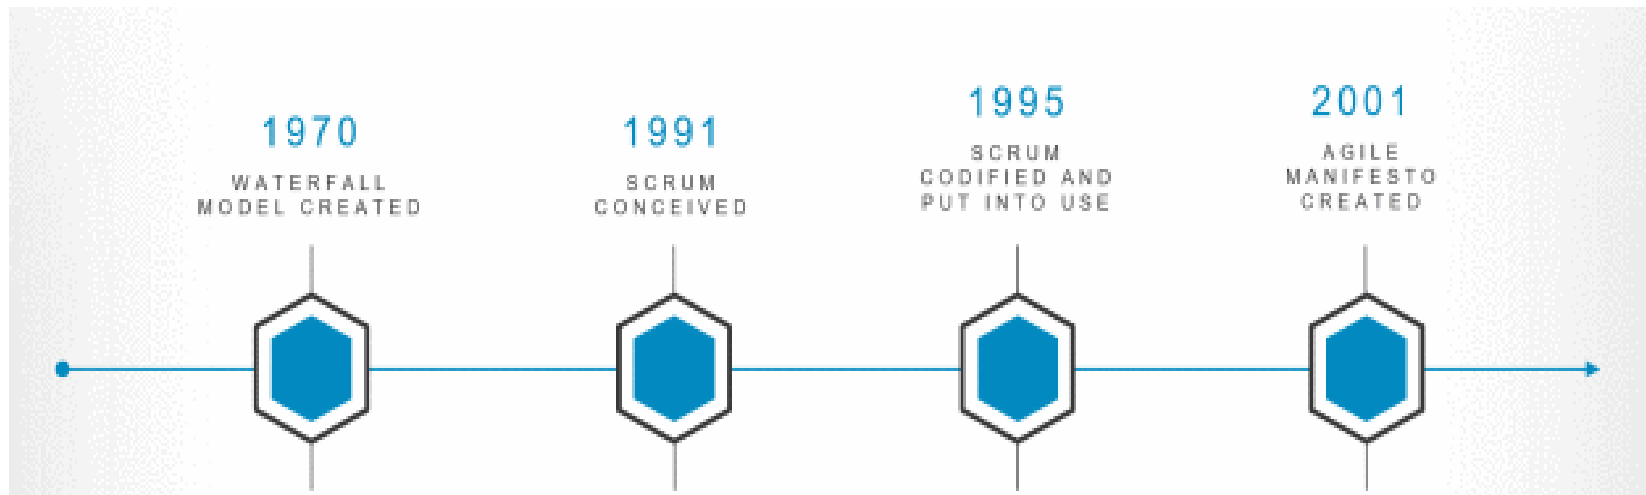 1970
WATERFALL
MODEL CREATED
1991
SCRUM
CONCEIVED
1995
SCRUM
CODIFIED AND
PUT INTO USE
2001
AGILE
MANIFESTO
CREATED